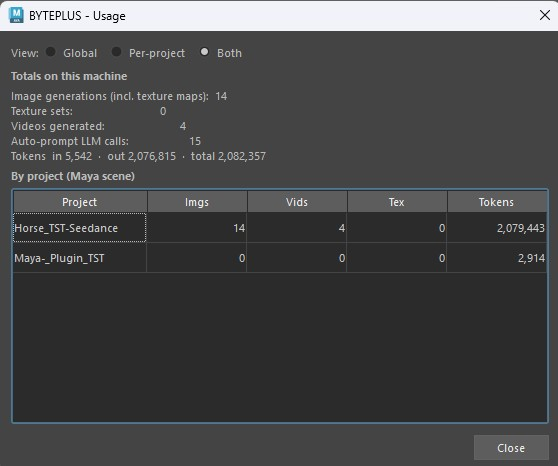 BYTEPLUS - Usage
View: Global Per-project Both
Totals on this machine
Image generations (incl. texture maps): 14
Texture sets: 0
Videos generated: 4
Auto-prompt LLM calls: 15
Tokens in 5,542 · out 2,076,815 · total 2,082,357
By project (Maya scene)
Project Imgs Vids Tex Tokens
Horse_TST-Seedance 14 4 0 2,079,443
Maya-_Plugin_TST 0 0 0 2,914
Close